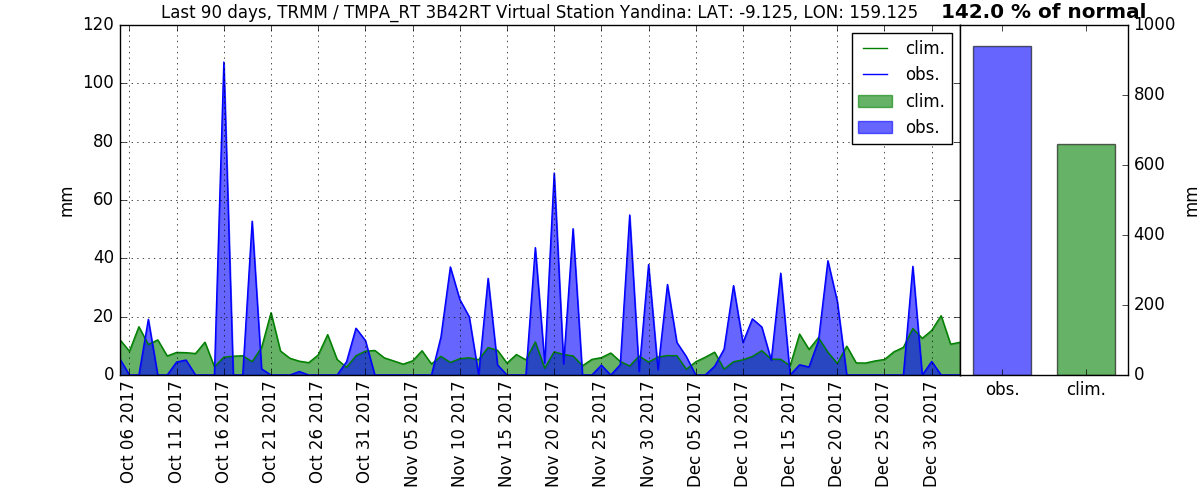 Last 90 days, TRMM / TMPA_RT 3B42RT Virtual Station Yandina: LAT: -9.125, LON: 159.125
142.0 % of normal
clim.
obs.
clim.
obs.
mm
120
100
80
60
40
20
0
Oct 06 2017
Oct 11 2017
Oct 16 2017
Oct 21 2017
Oct 26 2017
Oct 31 2017
Nov 05 2017
Nov 10 2017
Nov 15 2017
Nov 20 2017
Nov 25 2017
Nov 30 2017
Dec 05 2017
Dec 10 2017
Dec 15 2017
Dec 20 2017
Dec 25 2017
Dec 30 2017
1000
800
600
400
200
0
mm
obs.
clim.